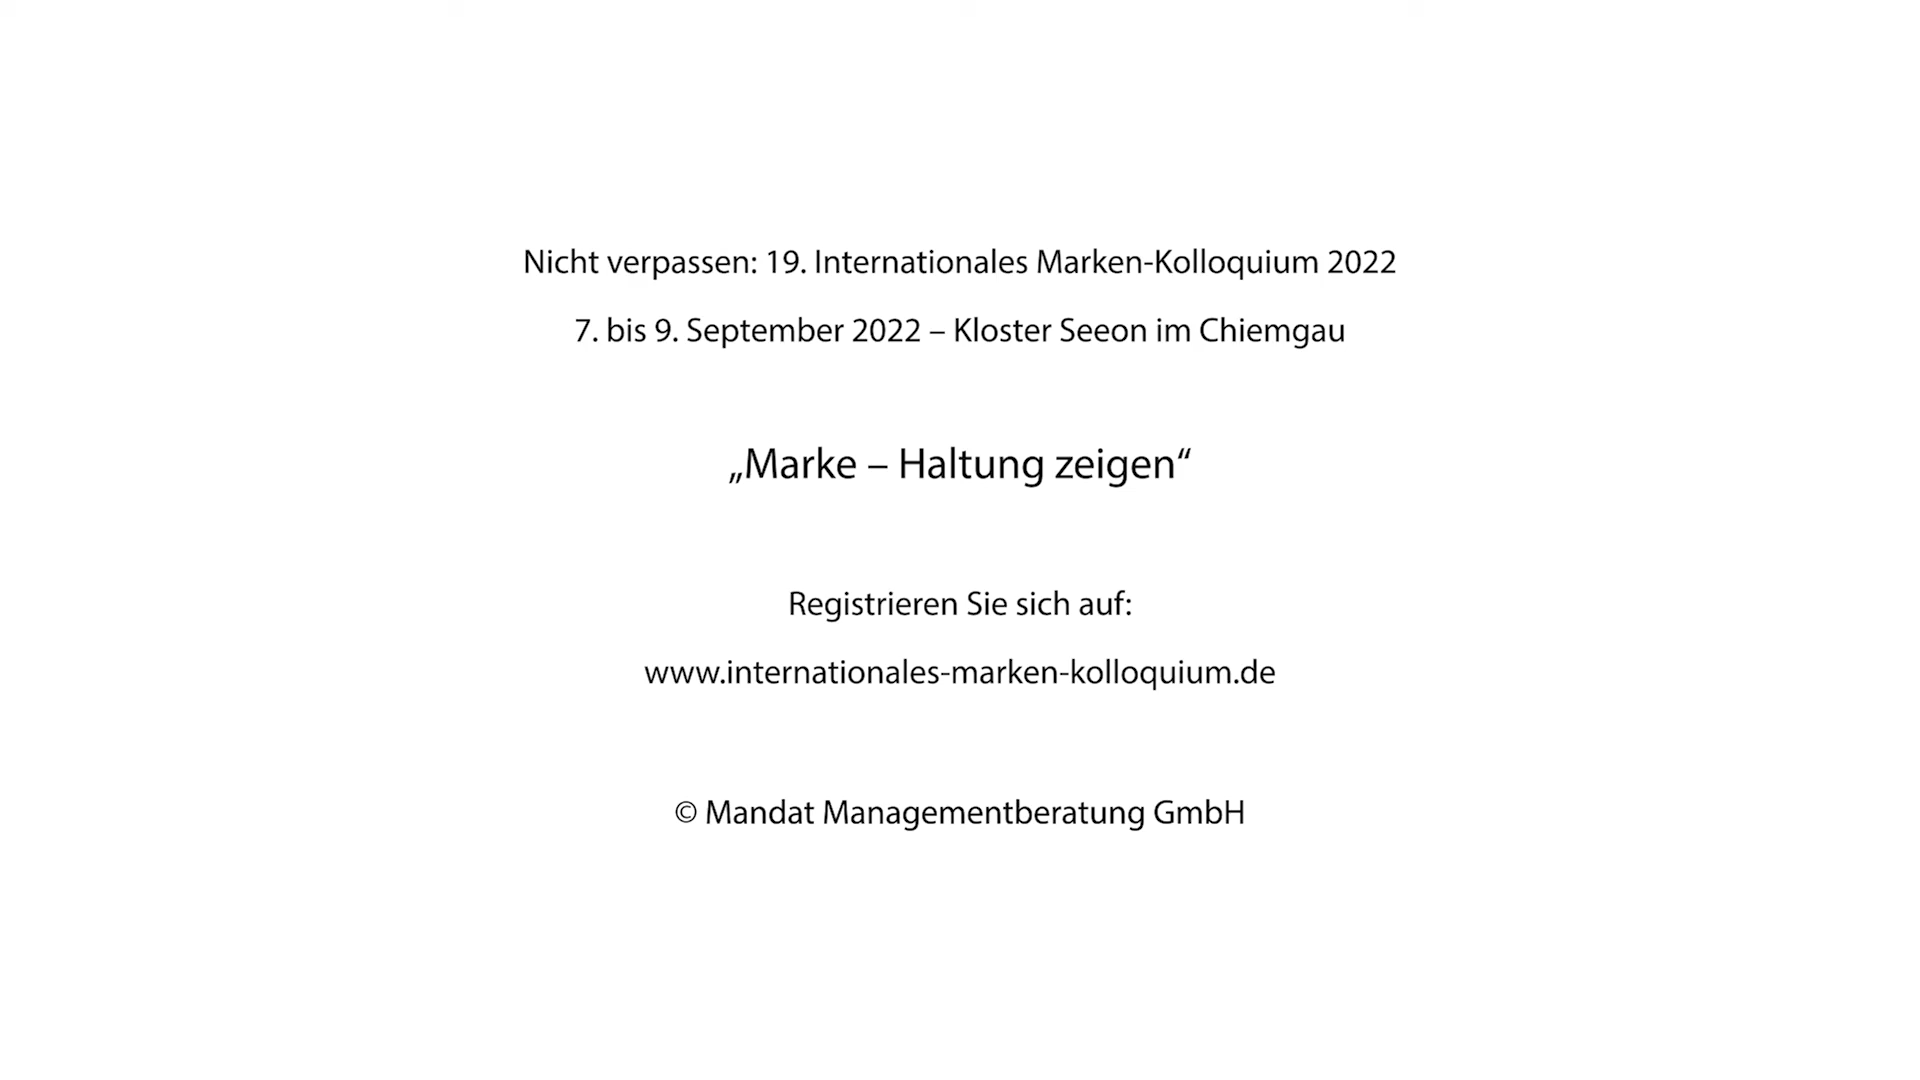 Nicht verpassen: 19. Internationales Marken-Kolloquium 2022
7. bis 9. September 2022 – Kloster Seeon im Chiemgau
„Marke – Haltung zeigen“
Registrieren Sie sich auf:
www.internationales-marken-kolloquium.de
© Mandat Managementberatung GmbH